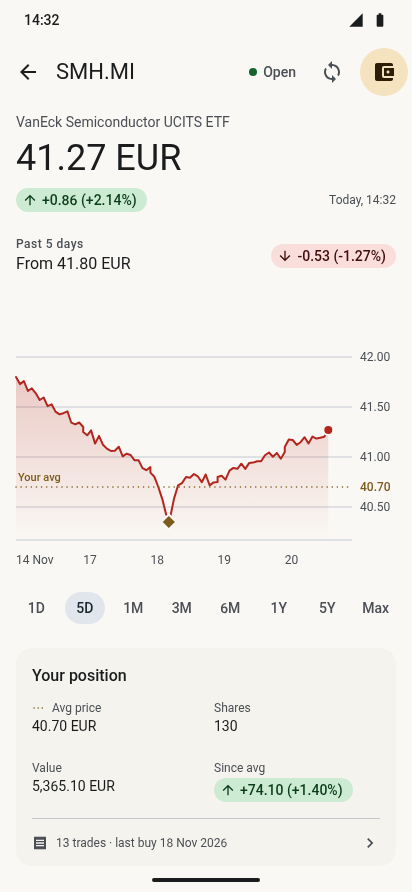 14:32
SMH.MI
Open
VanEck Semiconductor UCITS ETF
41.27 EUR
+0.86 (+2.14%)
Today, 14:32
Past 5 days
From 41.80 EUR
-0.53 (-1.27%)
42.00
41.50
41.00
Your avg
40.70
40.50
14 Nov 17 18 19 20
1D 5D 1M 3M 6M 1Y 5Y Max
Your position
Avg price
40.70 EUR
Shares
130
Value
5,365.10 EUR
Since avg
+74.10 (+1.40%)
13 trades · last buy 18 Nov 2026